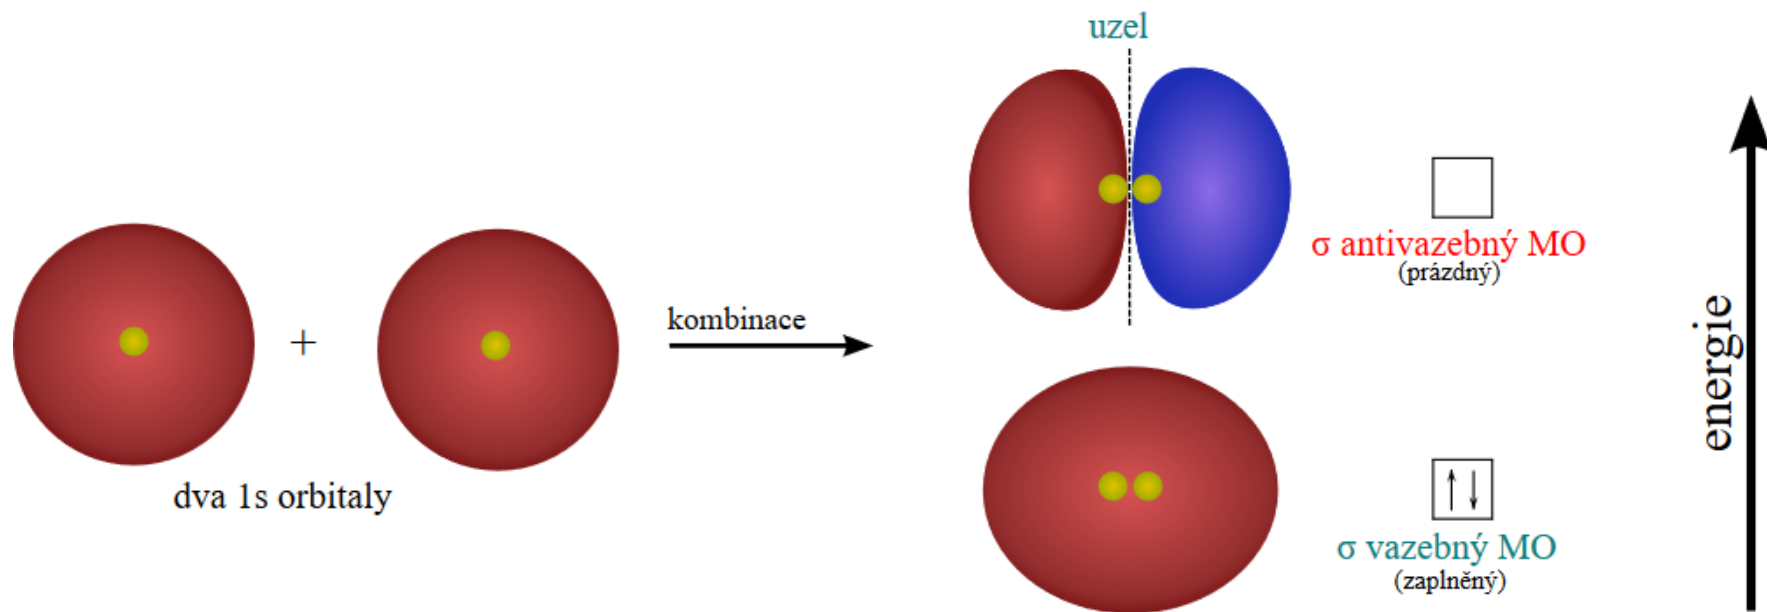 uzel
σ antivazebný MO
(prázdný)
energie
+
kombinace
dva 1s orbitaly
σ vazebný MO
(zaplněný)